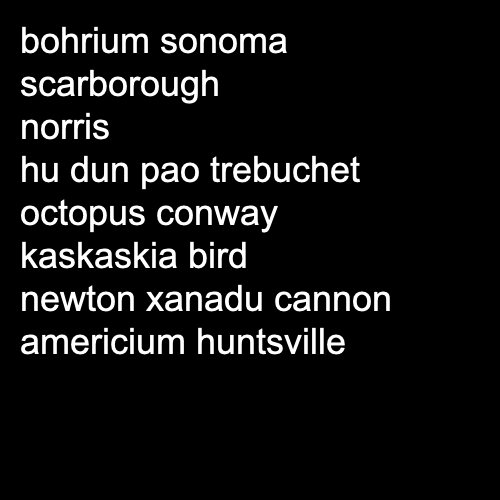 bohrium sonoma
scarborough
norris
hu dun pao trebuchet
octopus conway
kaskaskia bird
newton xanadu cannon
americium huntsville